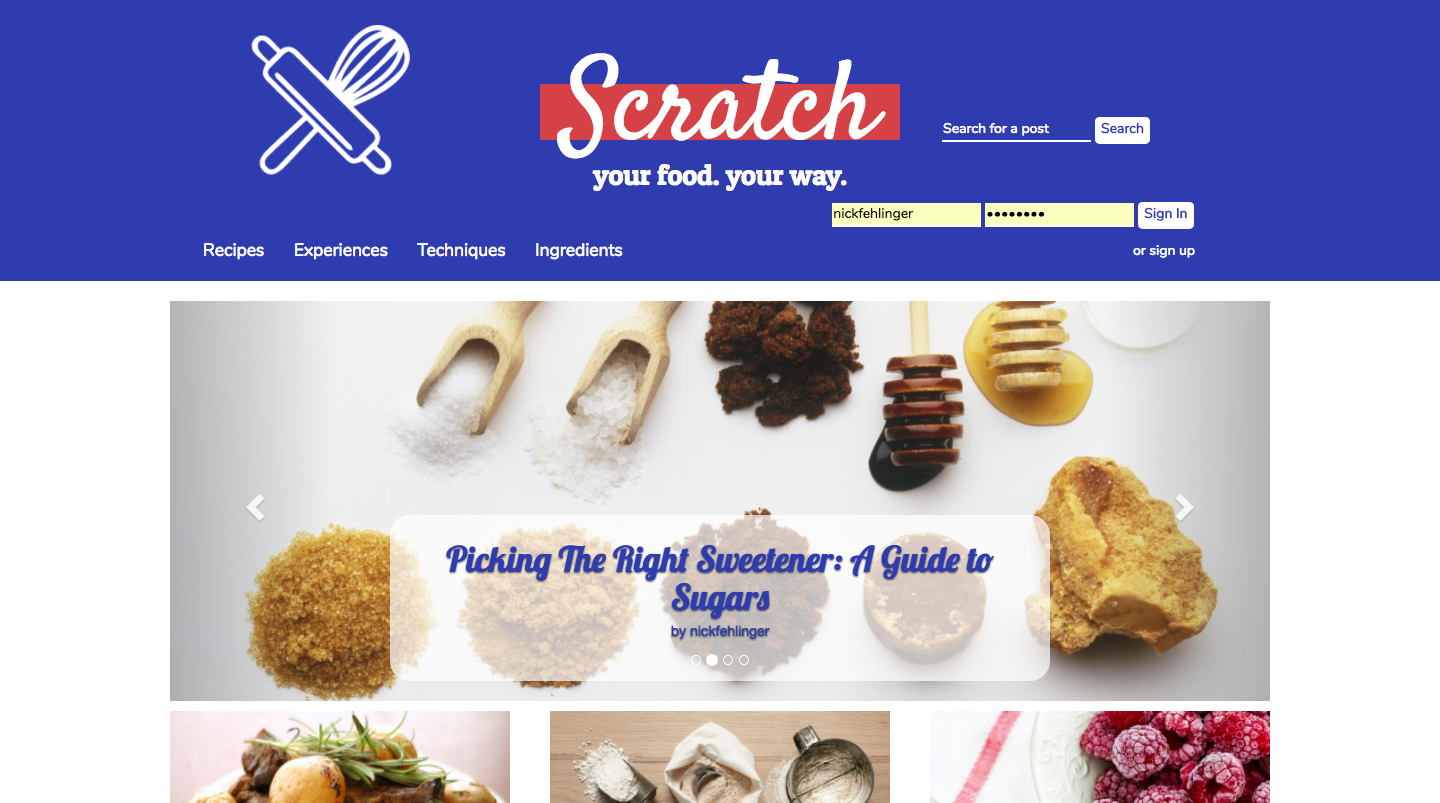 Scratch
your food. your way.
Search for a post
Search
nickfehlinger
••••••••
Sign In
Recipes
Experiences
Techniques
Ingredients
or sign up
Picking The Right Sweetener: A Guide to
Sugars
by nickfehlinger